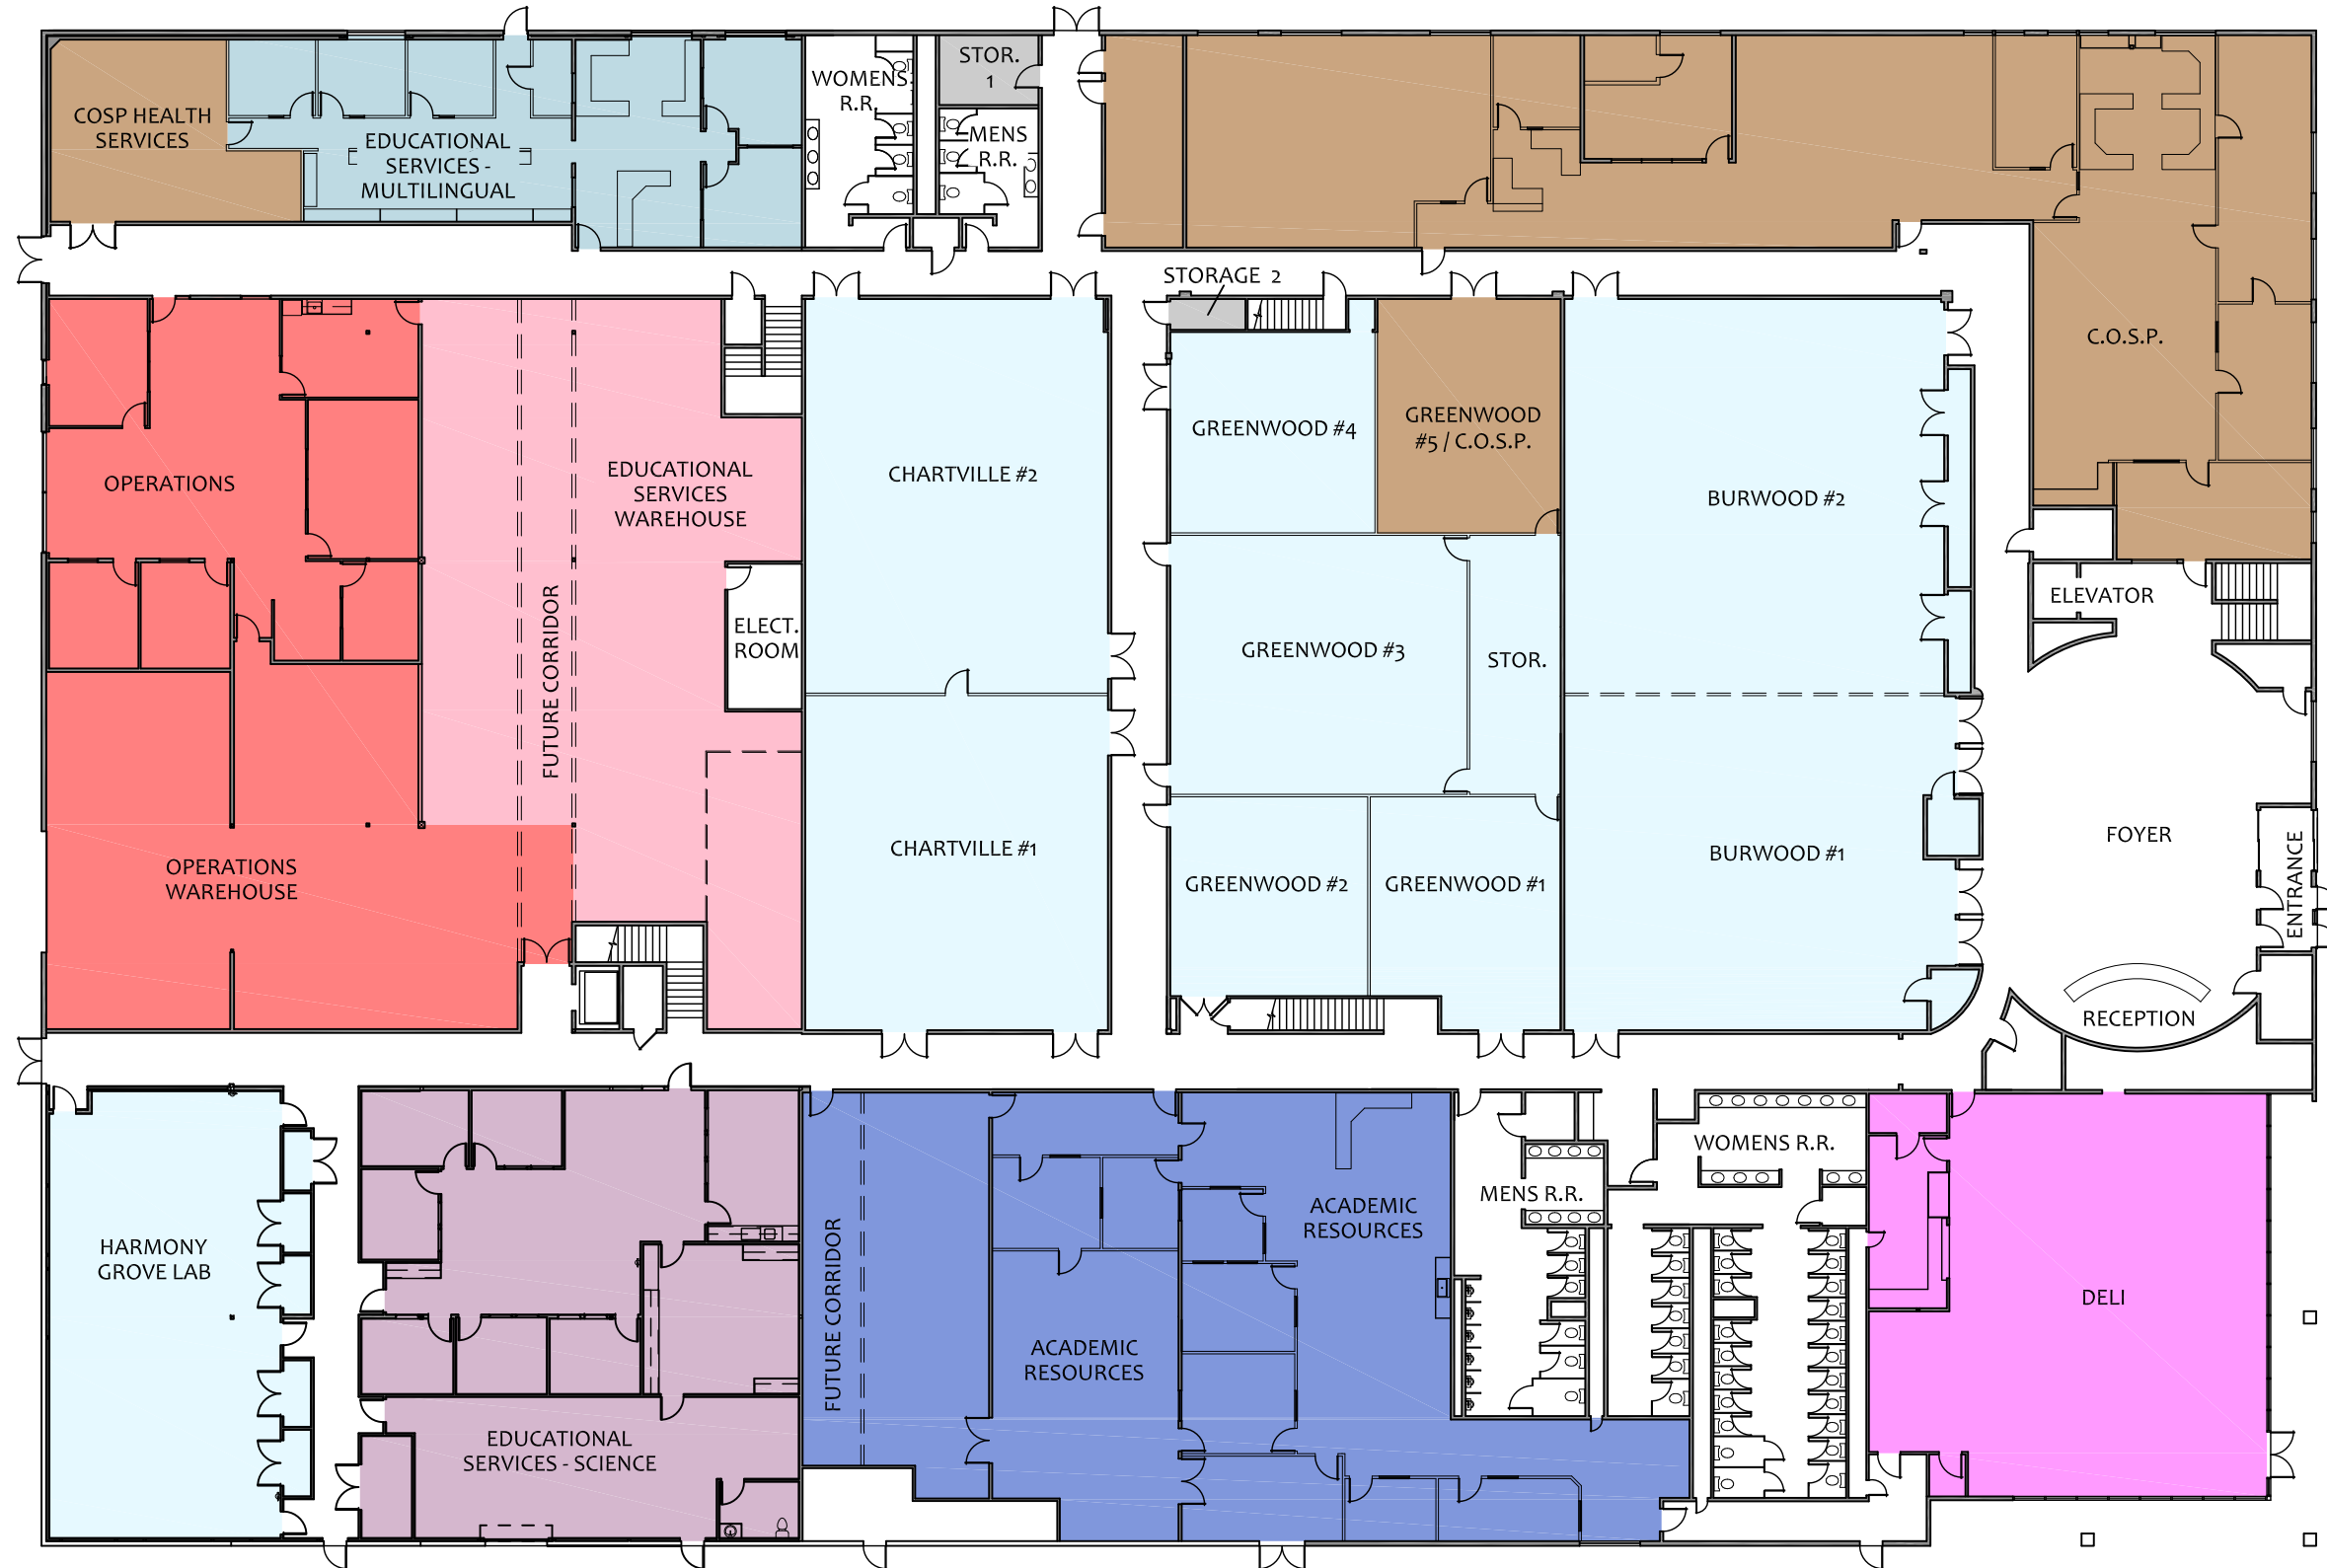 COSP HEALTH
SERVICES
EDUCATIONAL
SERVICES -
MULTILINGUAL
WOMENS
R.R.
STOR.
1
MENS
R.R.
STORAGE 2
C.O.S.P.
OPERATIONS
EDUCATIONAL
SERVICES
WAREHOUSE
CHARTVILLE #2
GREENWOOD #4
GREENWOOD
#5 / C.O.S.P.
BURWOOD #2
ELEVATOR
FUTURE CORRIDOR
ELECT.
ROOM
GREENWOOD #3
STOR.
OPERATIONS
WAREHOUSE
CHARTVILLE #1
GREENWOOD #2
GREENWOOD #1
BURWOOD #1
FOYER
ENTRANCE
RECEPTION
HARMONY
GROVE LAB
EDUCATIONAL
SERVICES - SCIENCE
FUTURE CORRIDOR
ACADEMIC
RESOURCES
ACADEMIC
RESOURCES
MENS R.R.
WOMENS R.R.
DELI